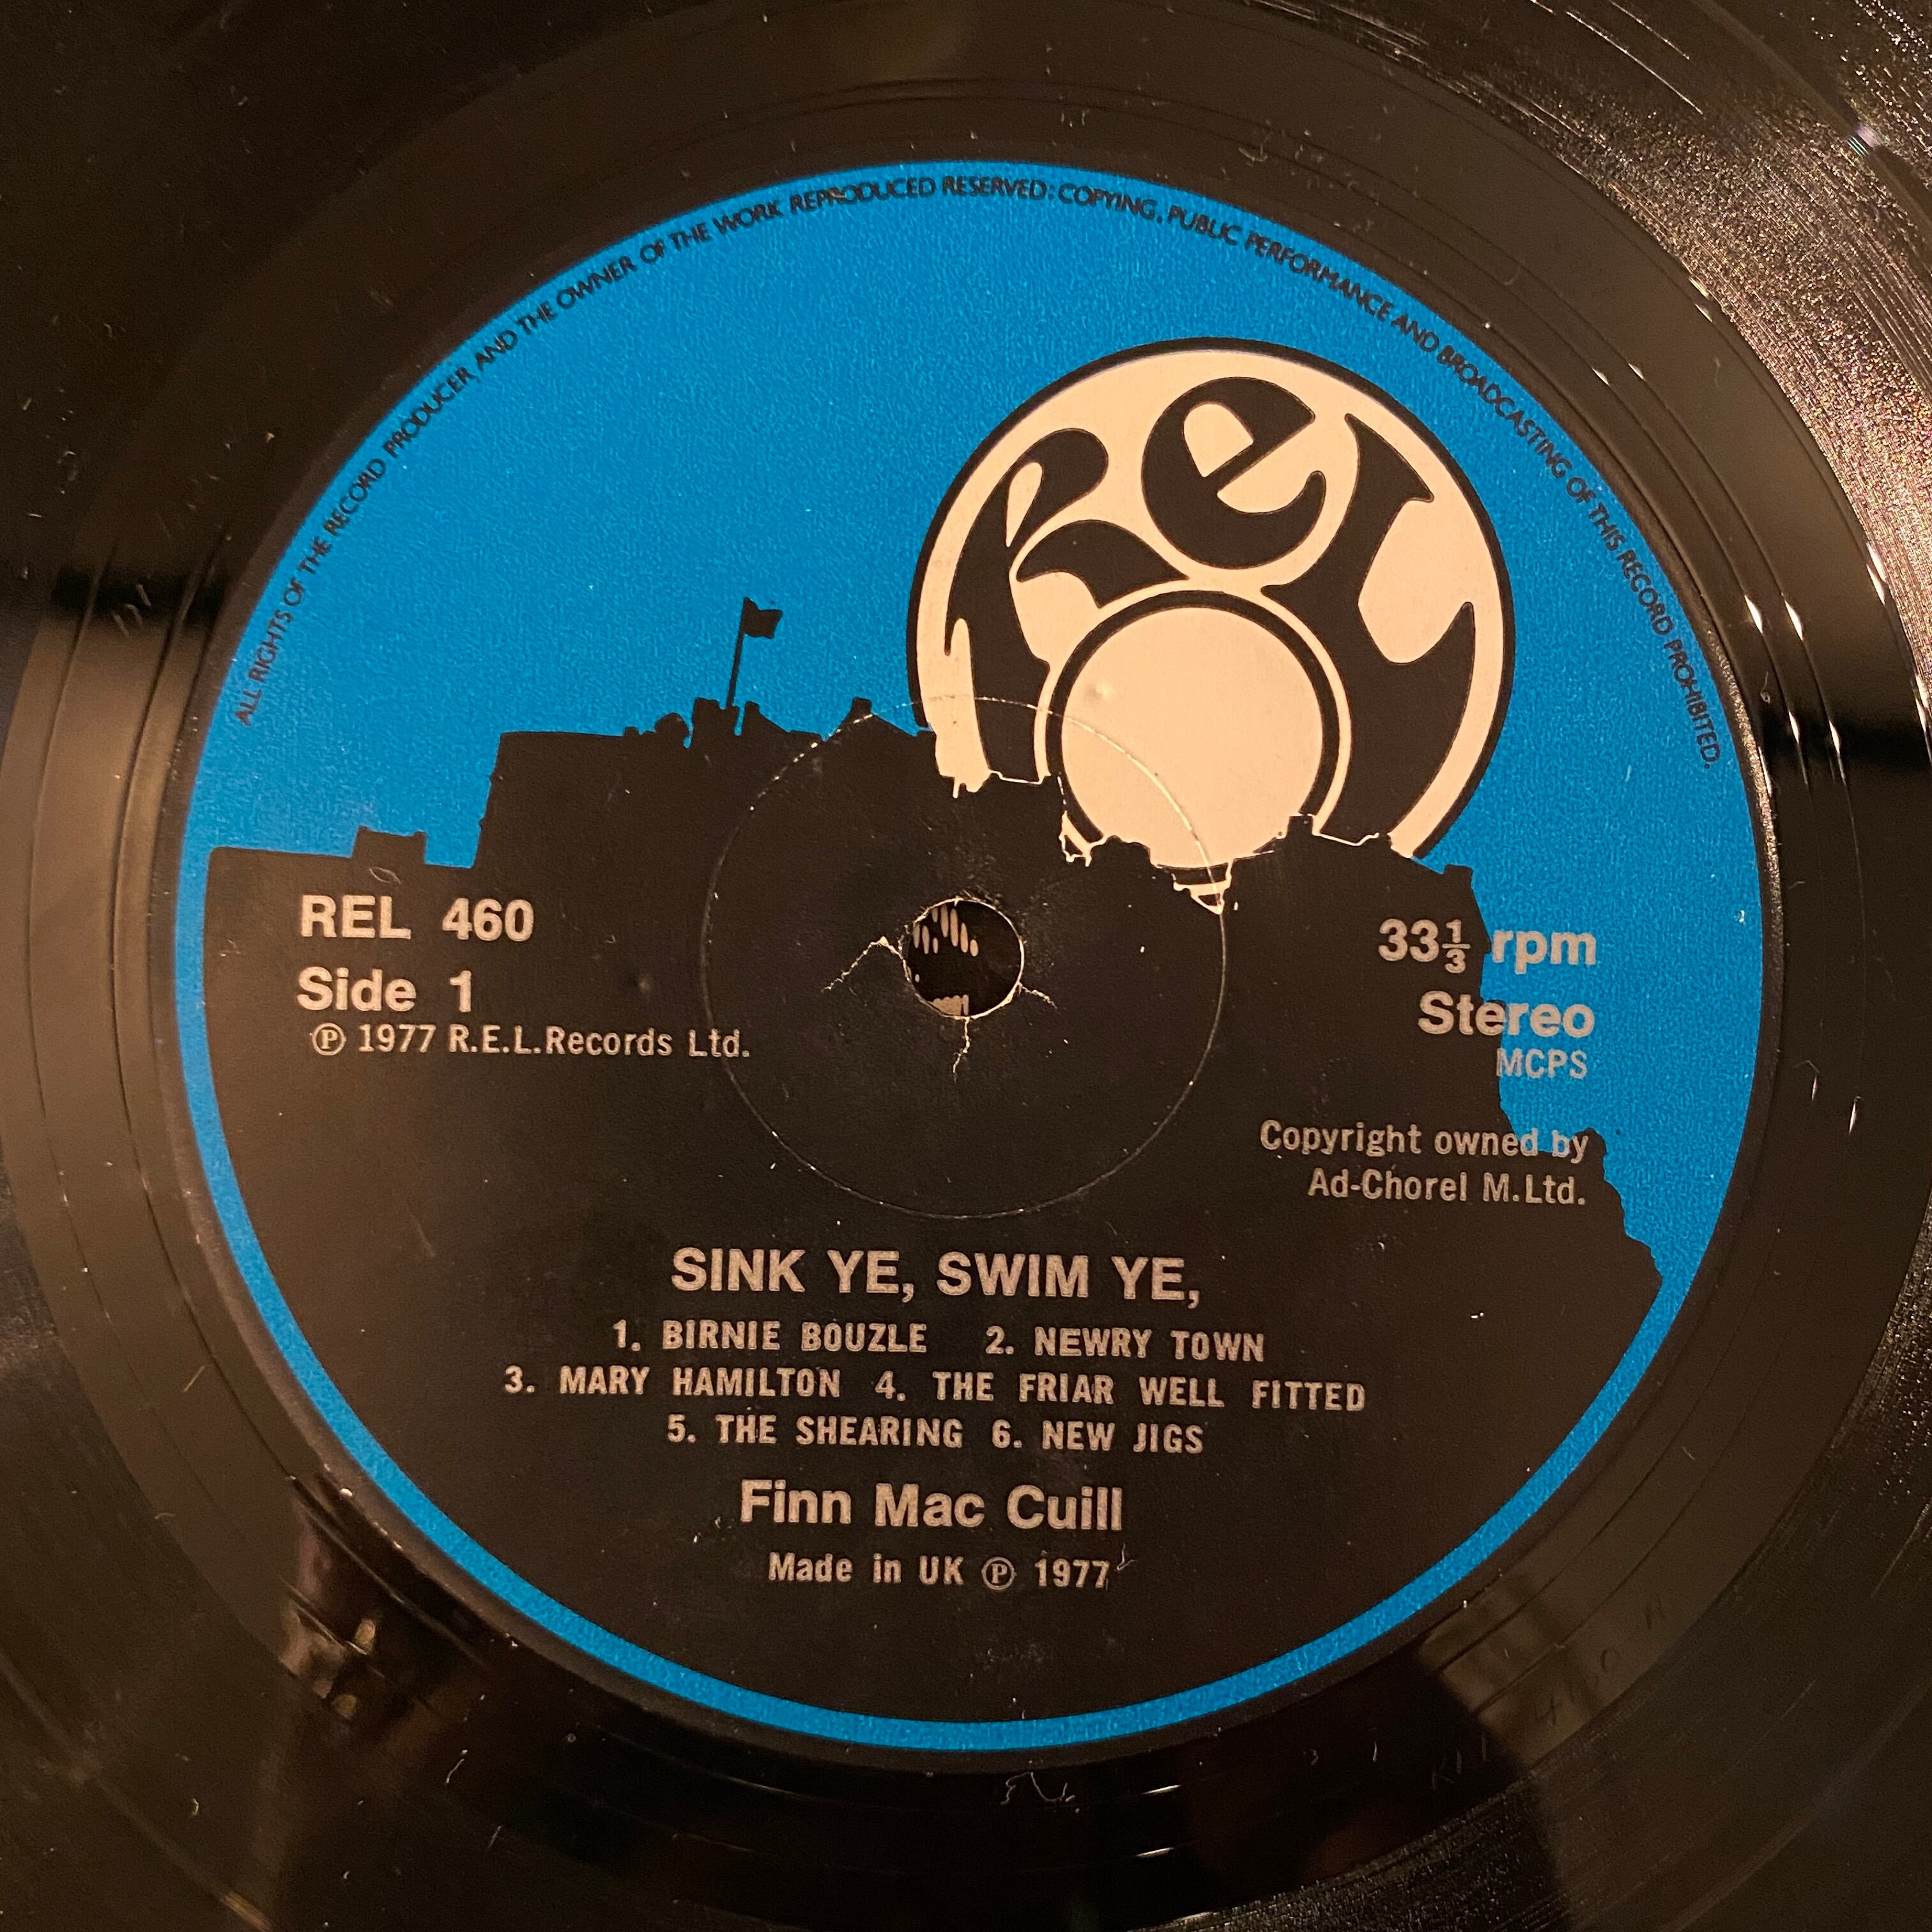 ALL RIGHTS OF THE RECORD PRODUCER AND THE OWNER OF THE WORK REPRODUCED RESERVED: COPYING, PUBLIC PERFORMANCE AND BROADCASTING OF THIS RECORD PROHIBITED.
ReL
REL 460
Side 1
℗ 1977 R.E.L.Records Ltd.
33⅓ rpm
Stereo
MCPS
Copyright owned by
Ad-Chorel M.Ltd.
SINK YE, SWIM YE,
1. BIRNIE BOUZLE 2. NEWRY TOWN
3. MARY HAMILTON 4. THE FRIAR WELL FITTED
5. THE SHEARING 6. NEW JIGS
Finn Mac Cuill
Made in UK ℗ 1977